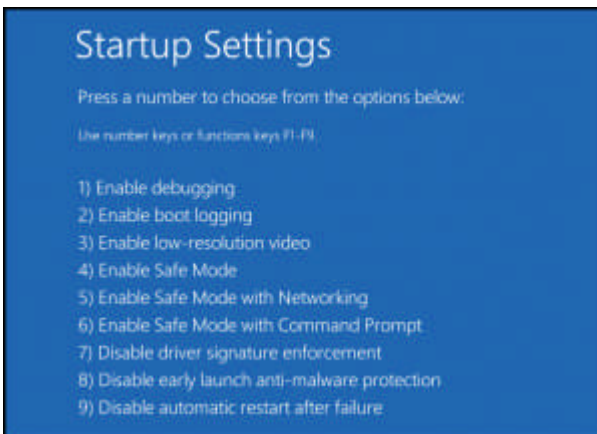 Startup Settings
Press a number to choose from the options below:
Use number keys or functions keys F1-F9.
1) Enable debugging
2) Enable boot logging
3) Enable low-resolution video
4) Enable Safe Mode
5) Enable Safe Mode with Networking
6) Enable Safe Mode with Command Prompt
7) Disable driver signature enforcement
8) Disable early launch anti-malware protection
9) Disable automatic restart after failure